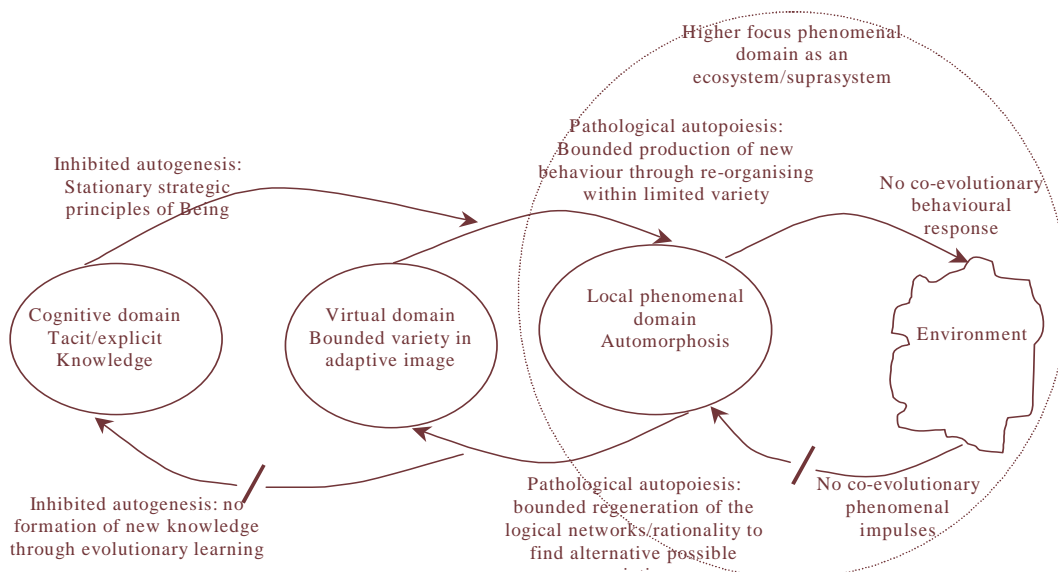 Higher focus phenomenal
domain as an
ecosystem/suprasystem
Inhibited autogenesis:
Stationary strategic
principles of Being
Pathological autopoiesis:
Bounded production of new
behaviour through re-organising
within limited variety
No co-evolutionary
behavioural
response
Cognitive domain
Tacit/explicit
Knowledge
Virtual domain
Bounded variety in
adaptive image
Local phenomenal
domain
Automorphosis
Environment
Inhibited autogenesis: no
formation of new knowledge
through evolutionary learning
Pathological autopoiesis:
bounded regeneration of the
logical networks/rationality to
find alternative possible
No co-evolutionary
phenomenal
impulses